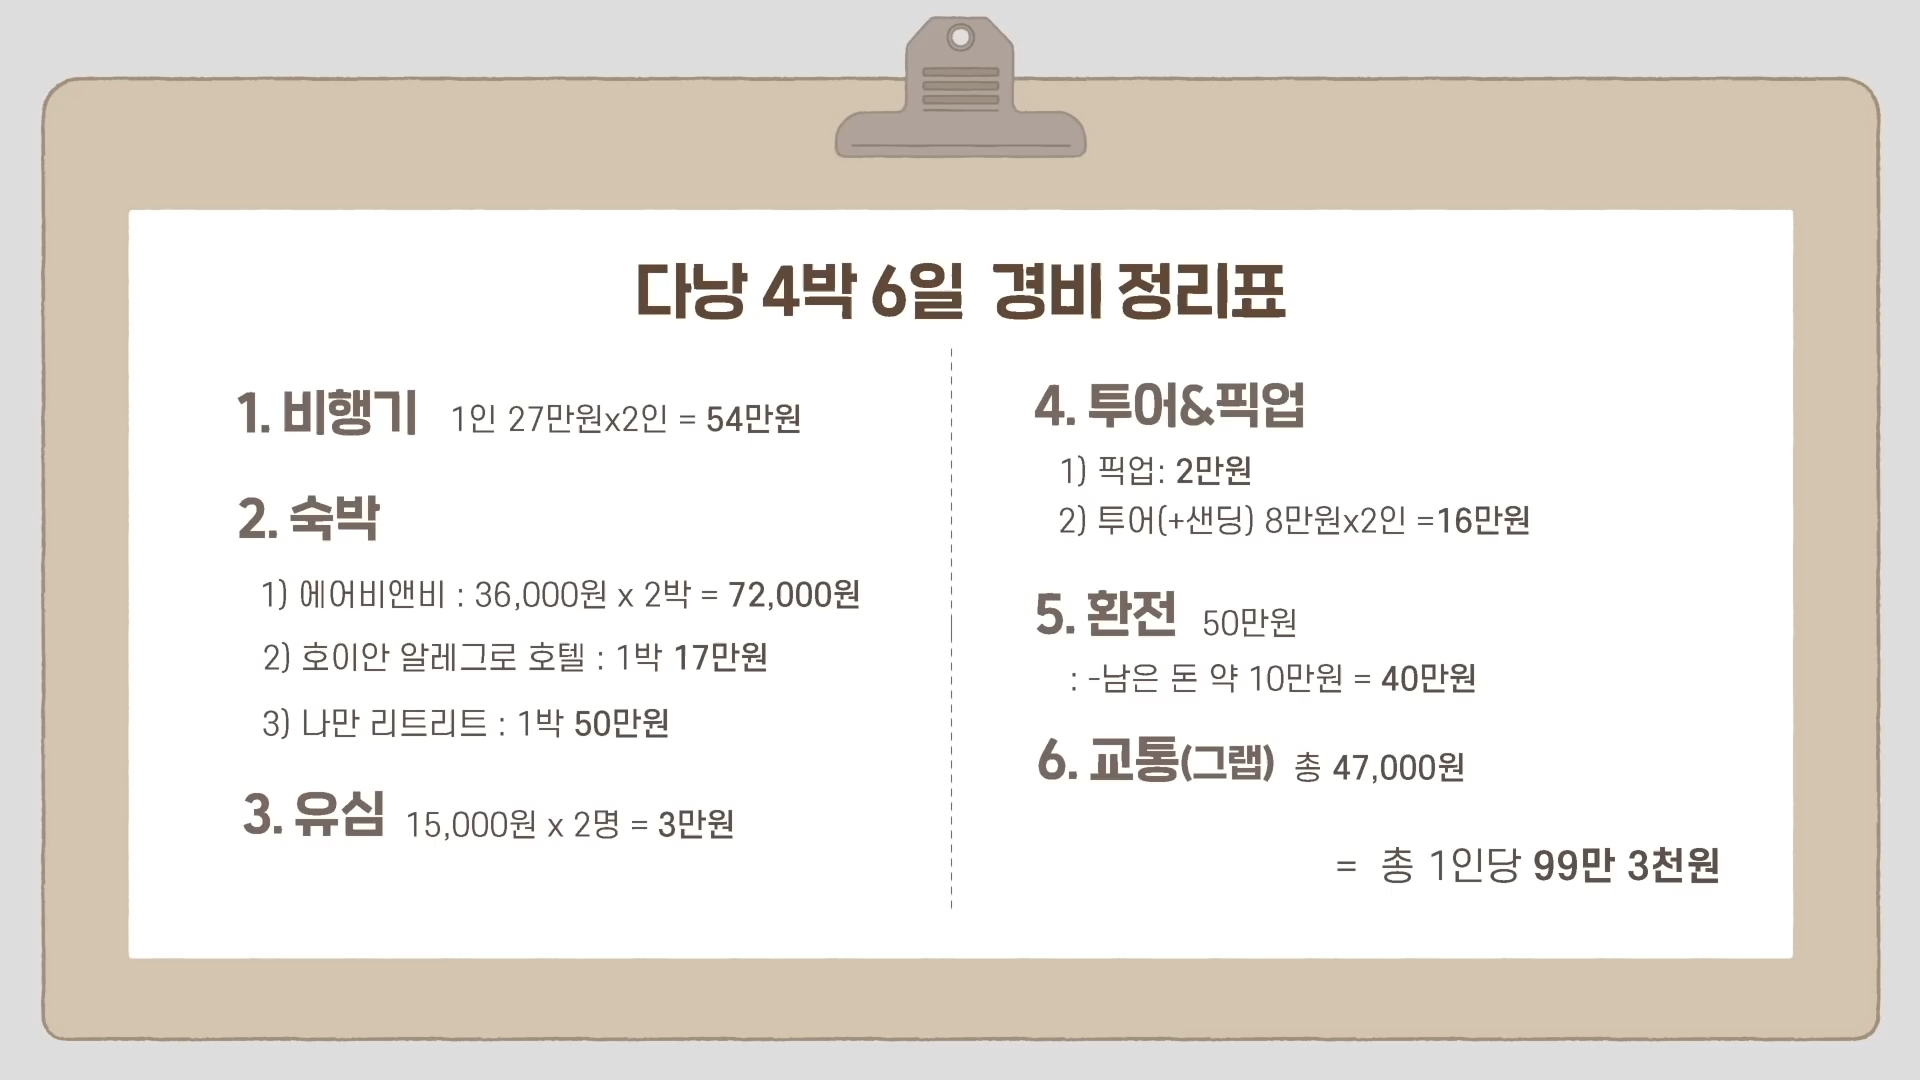 다낭 4박 6일 경비 정리표
1. 비행기 1인 27만원x2인 = 54만원
2. 숙박
1) 에어비앤비 : 36,000원 x 2박 = 72,000원
2) 호이안 알레그로 호텔 : 1박 17만원
3) 나만 리트리트 : 1박 50만원
3. 유심 15,000원 x 2명 = 3만원
4. 투어&픽업
1) 픽업: 2만원
2) 투어(+샌딩) 8만원x2인 =16만원
5. 환전 50만원
: -남은 돈 약 10만원 = 40만원
6. 교통(그랩) 총 47,000원
= 총 1인당 99만 3천원